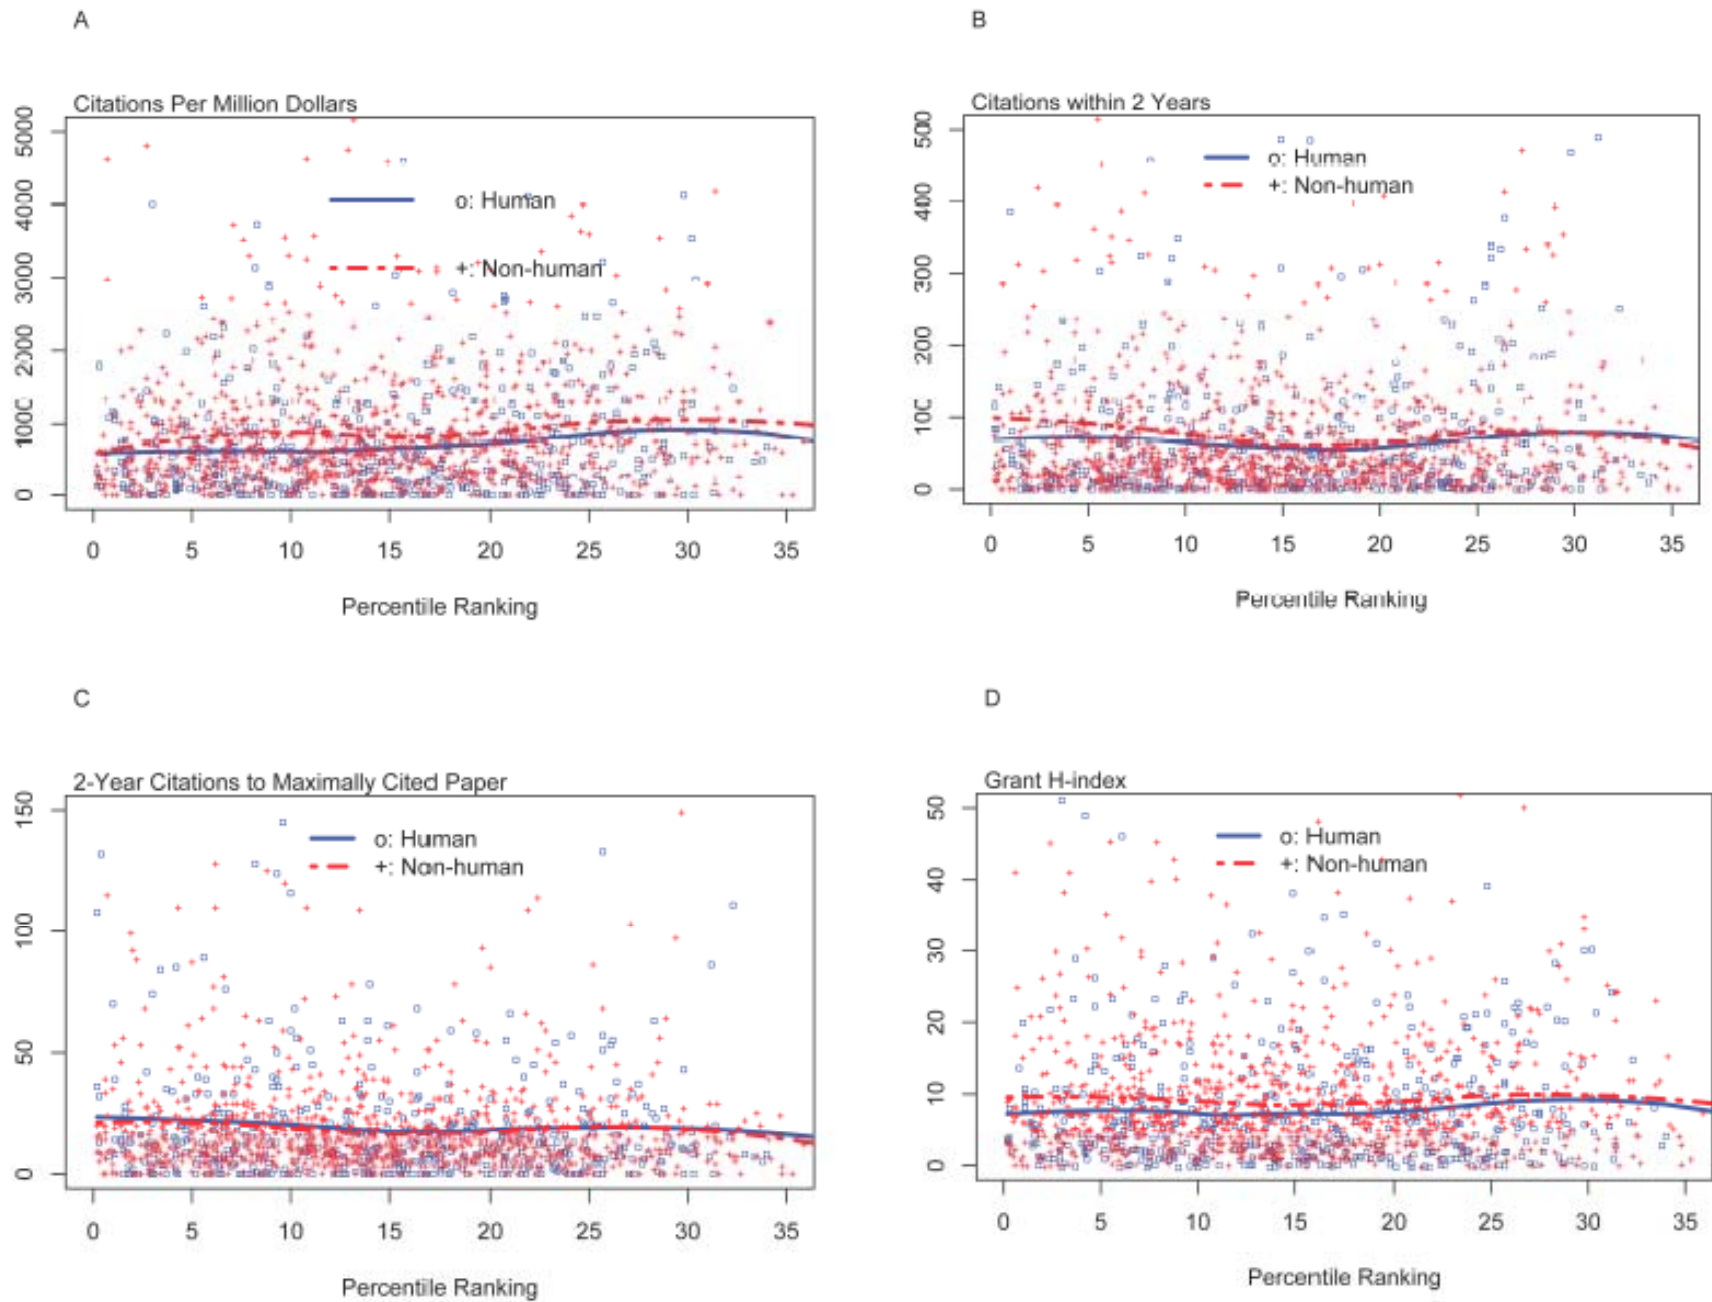 A
Citations Per Million Dollars
5000
4000
3000
2000
1000
0
o: Human
+: Non-human
0 5 10 15 20 25 30 35
Percentile Ranking
B
Citations within 2 Years
500
400
300
200
100
0
o: Human
+: Non-human
0 5 10 15 20 25 30 35
Percentile Ranking
C
2-Year Citations to Maximally Cited Paper
150
100
50
0
o: Human
+: Non-human
0 5 10 15 20 25 30 35
Percentile Ranking
D
Grant H-index
50
40
30
20
10
0
o: Human
+: Non-human
0 5 10 15 20 25 30 35
Percentile Ranking